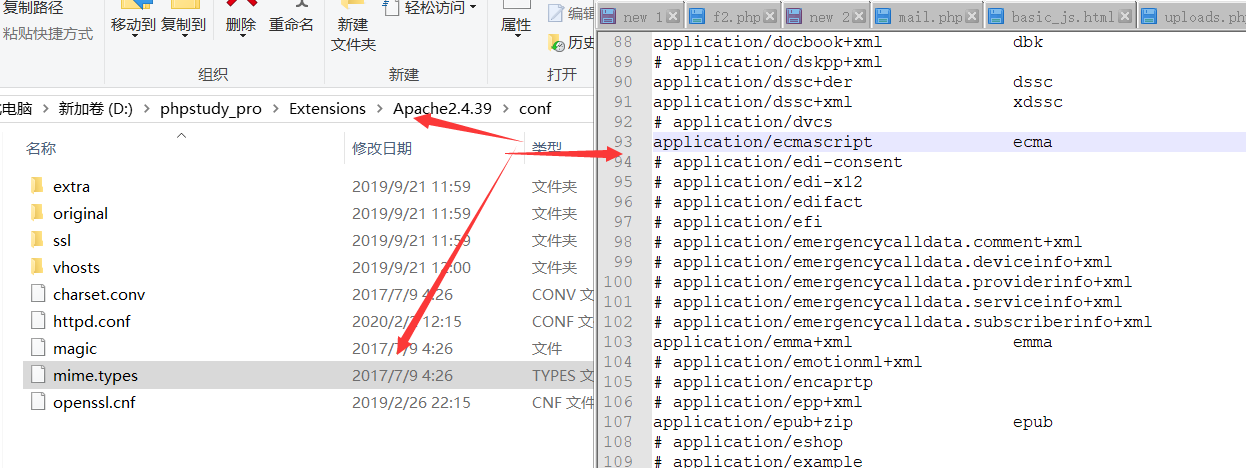 复制路径
粘贴快捷方式
移动到 复制到 删除 重命名
组织
新建
文件夹
轻松访问
新建
属性
编辑
历史
打开
电脑 > 新加卷 (D:) > phpstudy_pro > Extensions > Apache2.4.39 > conf
名称 修改日期 类型
extra 2019/9/21 11:59 文件夹
original 2019/9/21 11:59 文件夹
ssl 2019/9/21 11:59 文件夹
vhosts 2019/9/21 12:00 文件夹
charset.conv 2017/7/9 4:26 CONV 文
httpd.conf 2020/2/ 12:15 CONF 文
magic 2017/7/9 4:26 文件
mime.types 2017/7/9 4:26 TYPES 文
openssl.cnf 2019/2/26 22:15 CNF 文件
new 1 f2.php new 2 mail.php basic_js.html uploads.ph
88 application/docbook+xml dbk
89 # application/dskpp+xml
90 application/dssc+der dssc
91 application/dssc+xml xdssc
92 # application/dvcs
93 application/ecmascript ecma
94 # application/edi-consent
95 # application/edi-x12
96 # application/edifact
97 # application/efi
98 # application/emergencycalldata.comment+xml
99 # application/emergencycalldata.deviceinfo+xml
100 # application/emergencycalldata.providerinfo+xml
101 # application/emergencycalldata.serviceinfo+xml
102 # application/emergencycalldata.subscriberinfo+xml
103 application/emma+xml emma
104 # application/emotionml+xml
105 # application/encaprtp
106 # application/epp+xml
107 application/epub+zip epub
108 # application/eshop
109 # application/example